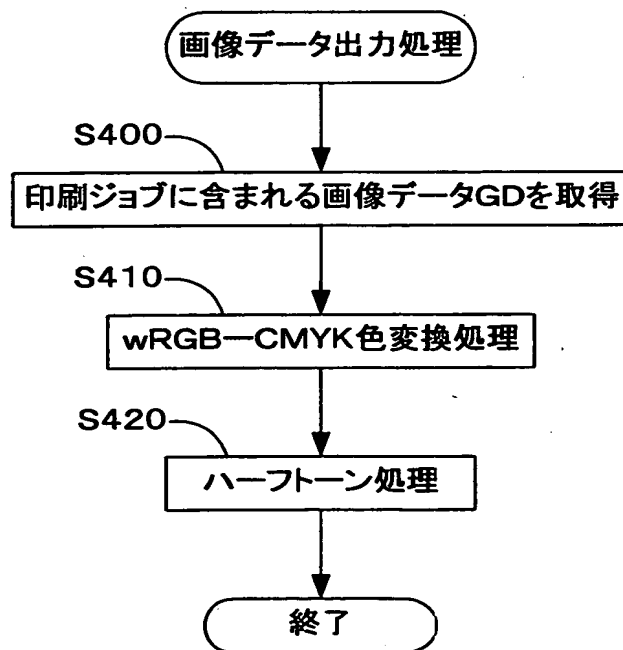 画像データ出力処理
S400
印刷ジョブに含まれる画像データGDを取得
S410
wRGB―CMYK色変換処理
S420
ハーフトーン処理
終了